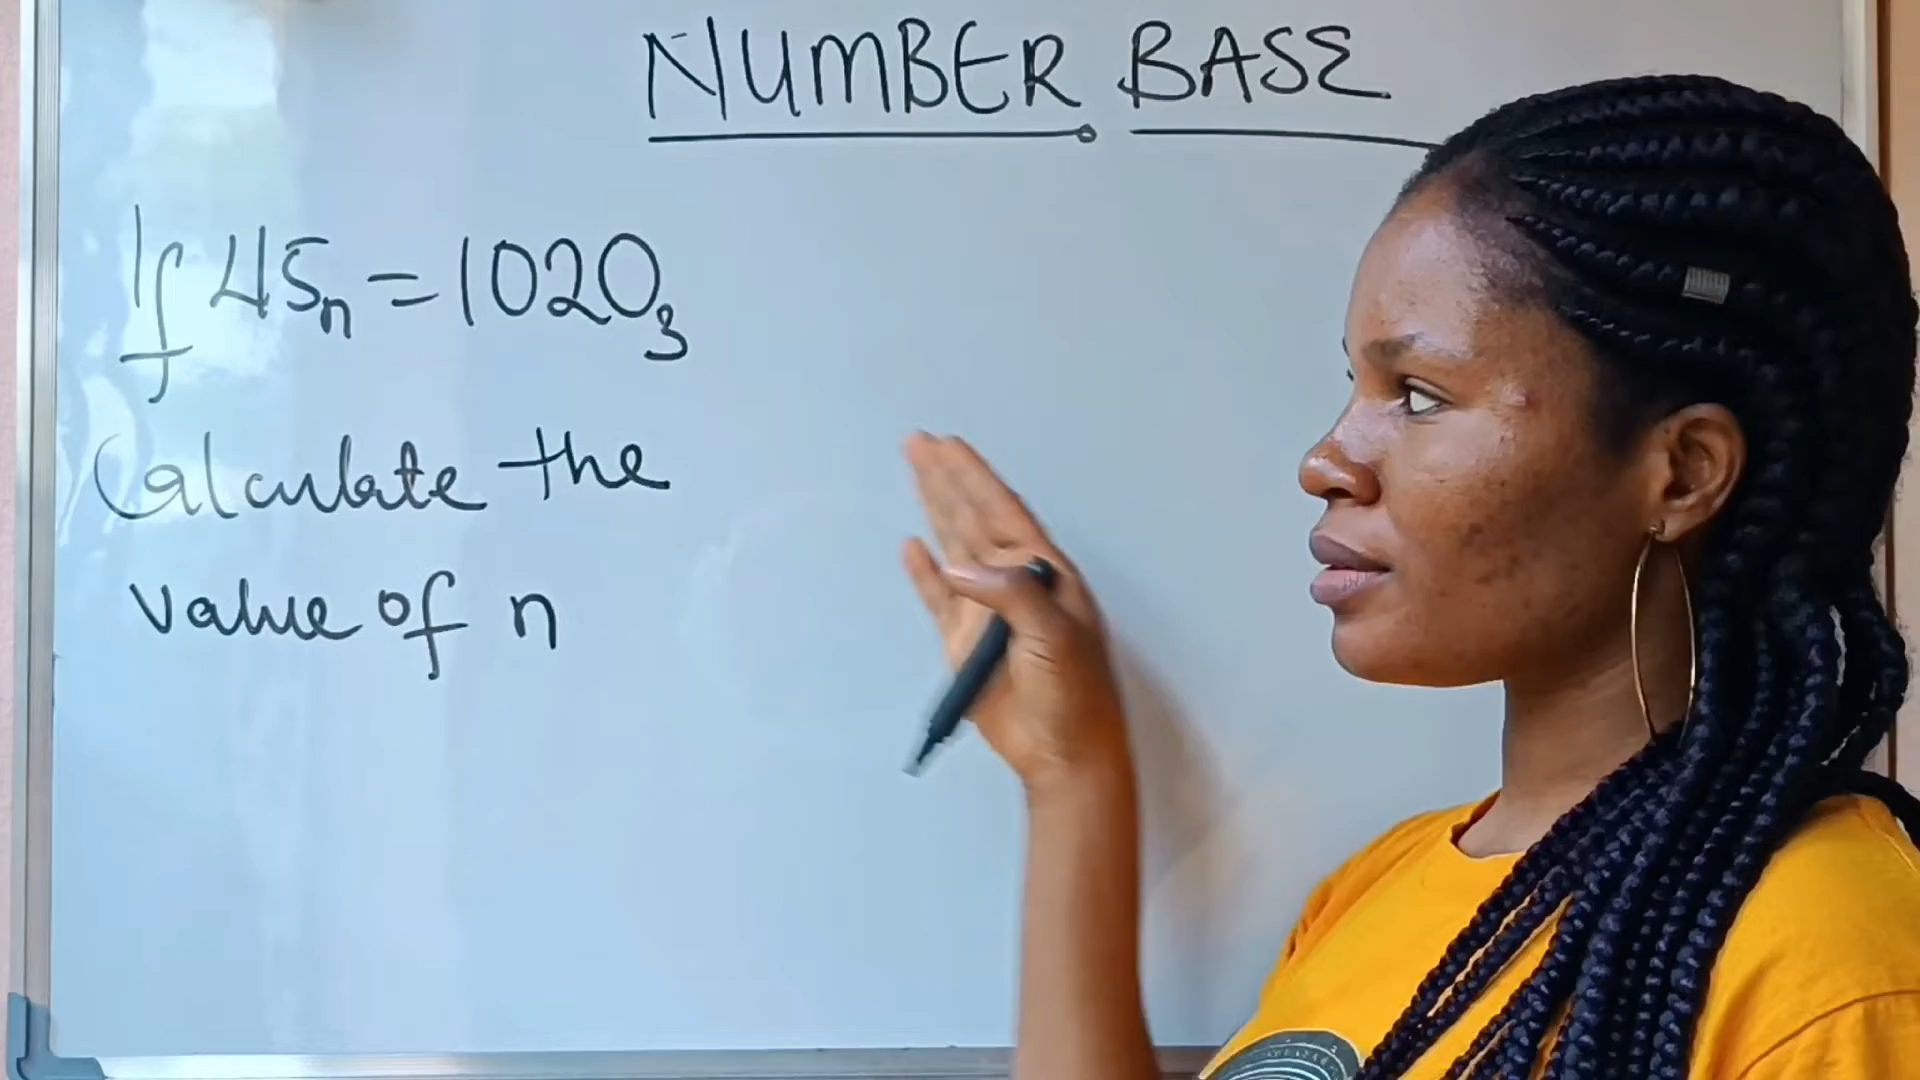 NUMBER BASE
If 45ₙ = 1020₃
Calculate the
value of n